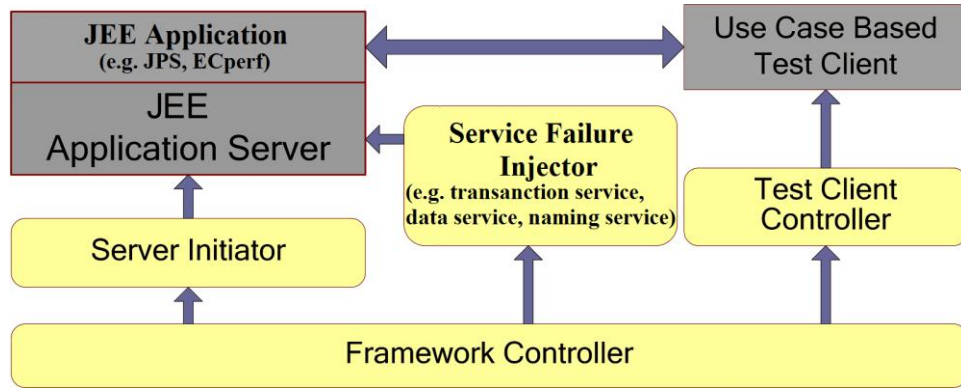 JEE Application
(e.g. JPS, ECperf)
JEE
Application Server
Use Case Based
Test Client
Service Failure
Injector
(e.g. transanction service,
data service, naming service)
Test Client
Controller
Server Initiator
Framework Controller